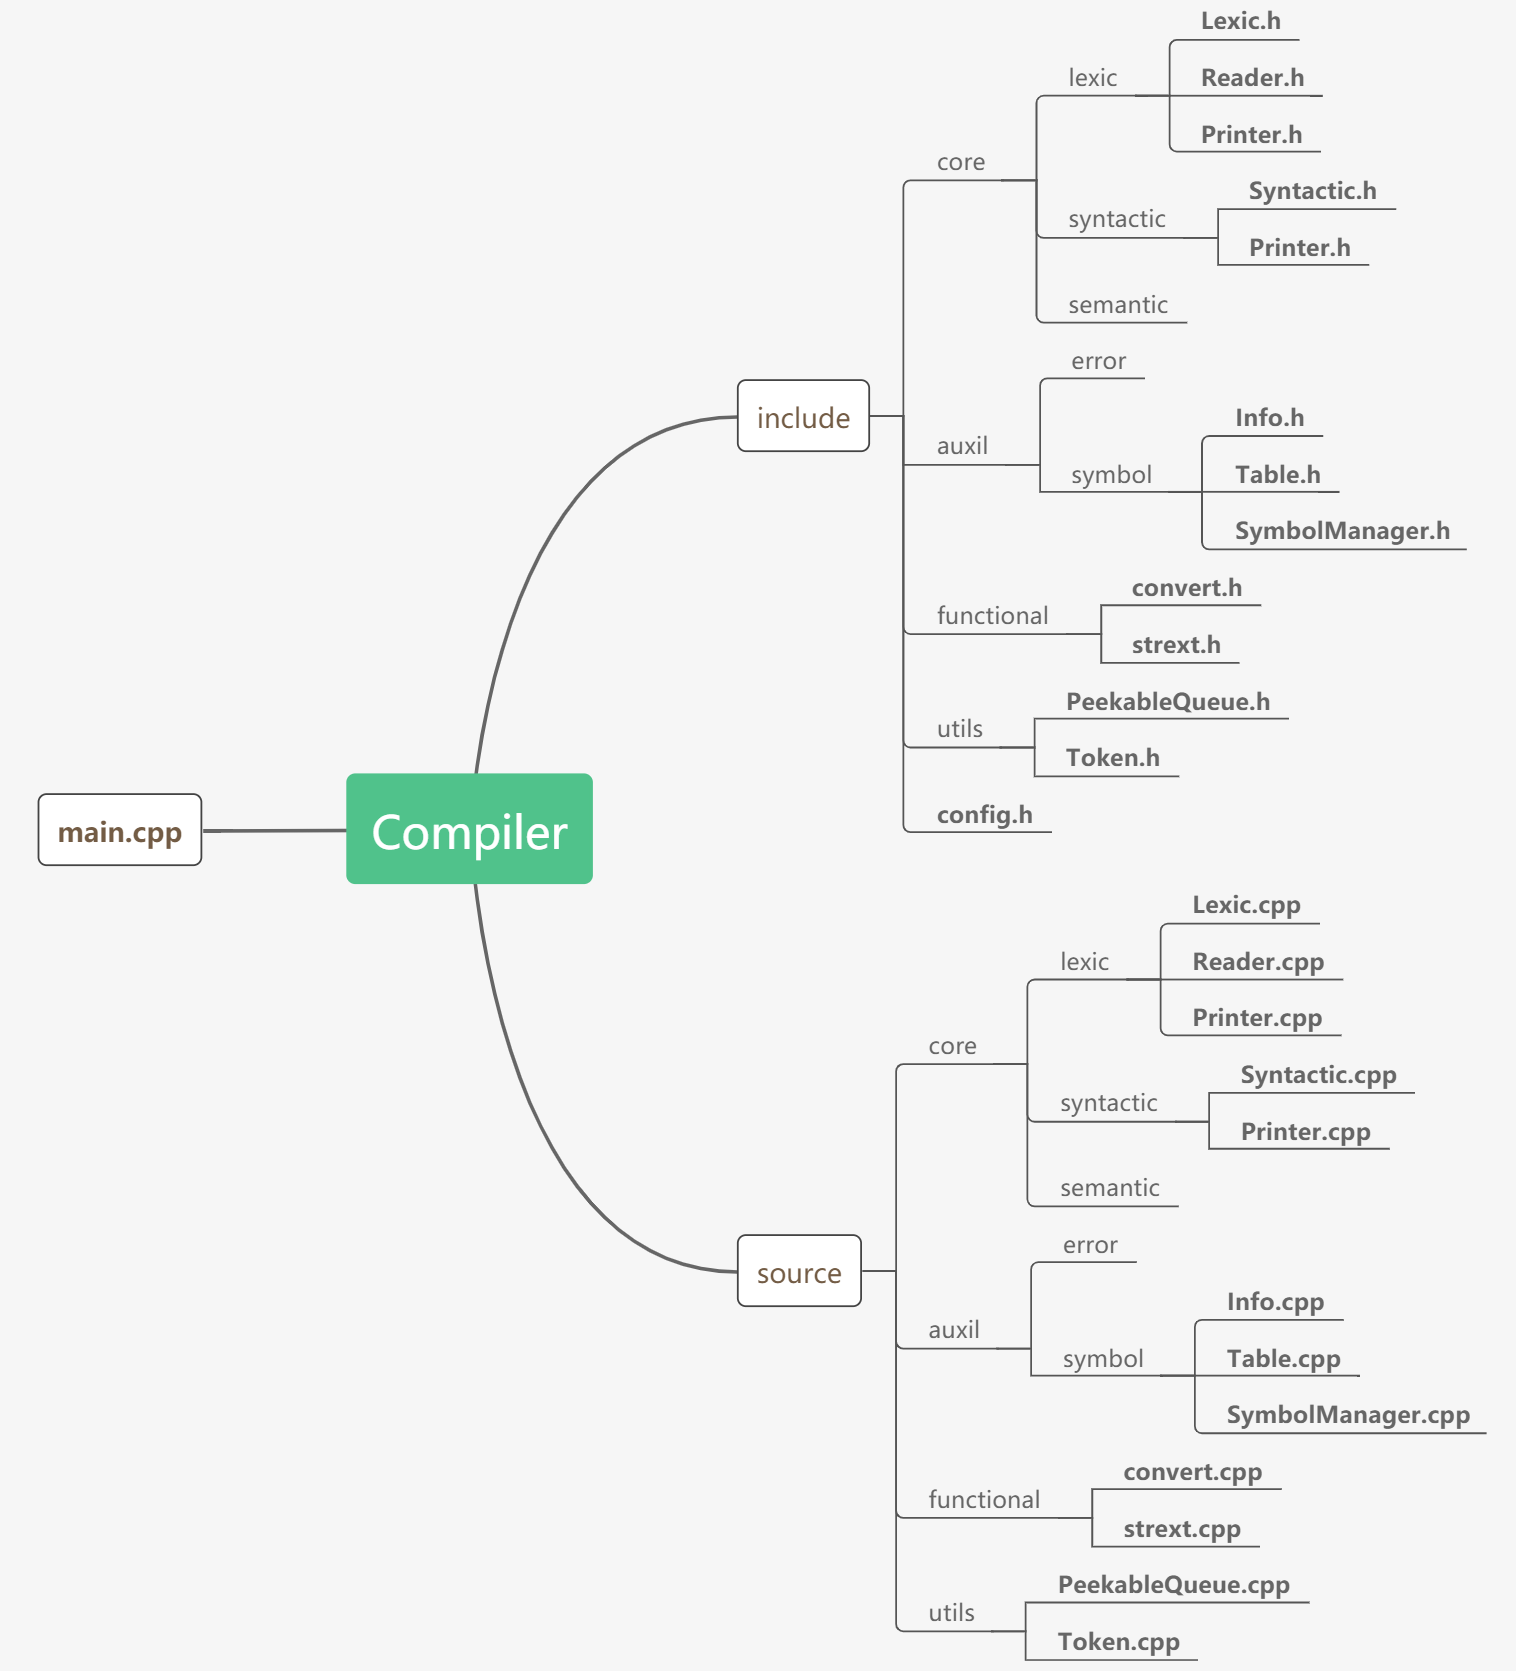 Compiler
main.cpp
include
core
lexic
Lexic.h
Reader.h
Printer.h
syntactic
Syntactic.h
Printer.h
semantic
auxil
error
symbol
Info.h
Table.h
SymbolManager.h
functional
convert.h
strext.h
utils
PeekableQueue.h
Token.h
config.h
source
core
lexic
Lexic.cpp
Reader.cpp
Printer.cpp
syntactic
Syntactic.cpp
Printer.cpp
semantic
auxil
error
symbol
Info.cpp
Table.cpp
SymbolManager.cpp
functional
convert.cpp
strext.cpp
utils
PeekableQueue.cpp
Token.cpp